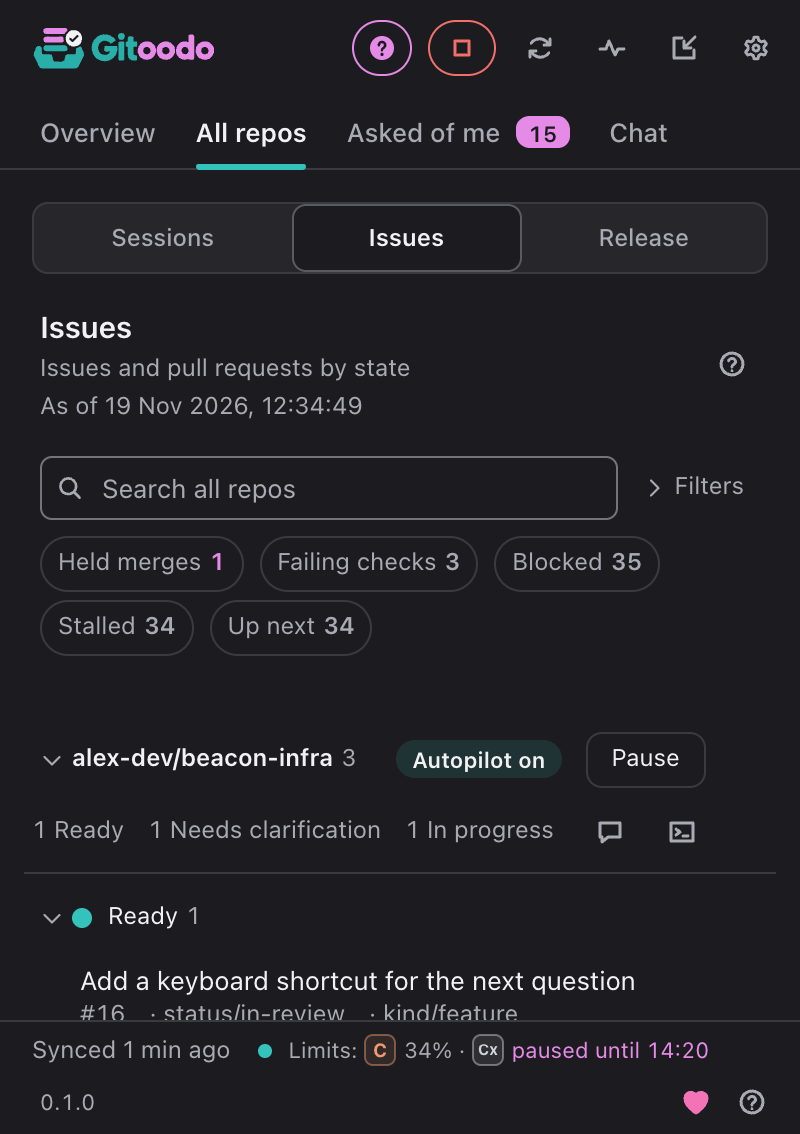 Gitoodo
Overview All repos Asked of me 15 Chat
Sessions Issues Release
Issues
Issues and pull requests by state
As of 19 Nov 2026, 12:34:49
Search all repos Filters
Held merges 1 Failing checks 3 Blocked 35
Stalled 34 Up next 34
alex-dev/beacon-infra 3 Autopilot on Pause
1 Ready 1 Needs clarification 1 In progress
Ready 1
Add a keyboard shortcut for the next question
#16 · status/in-review · kind/feature
Synced 1 min ago Limits: C 34% · Cx paused until 14:20
0.1.0